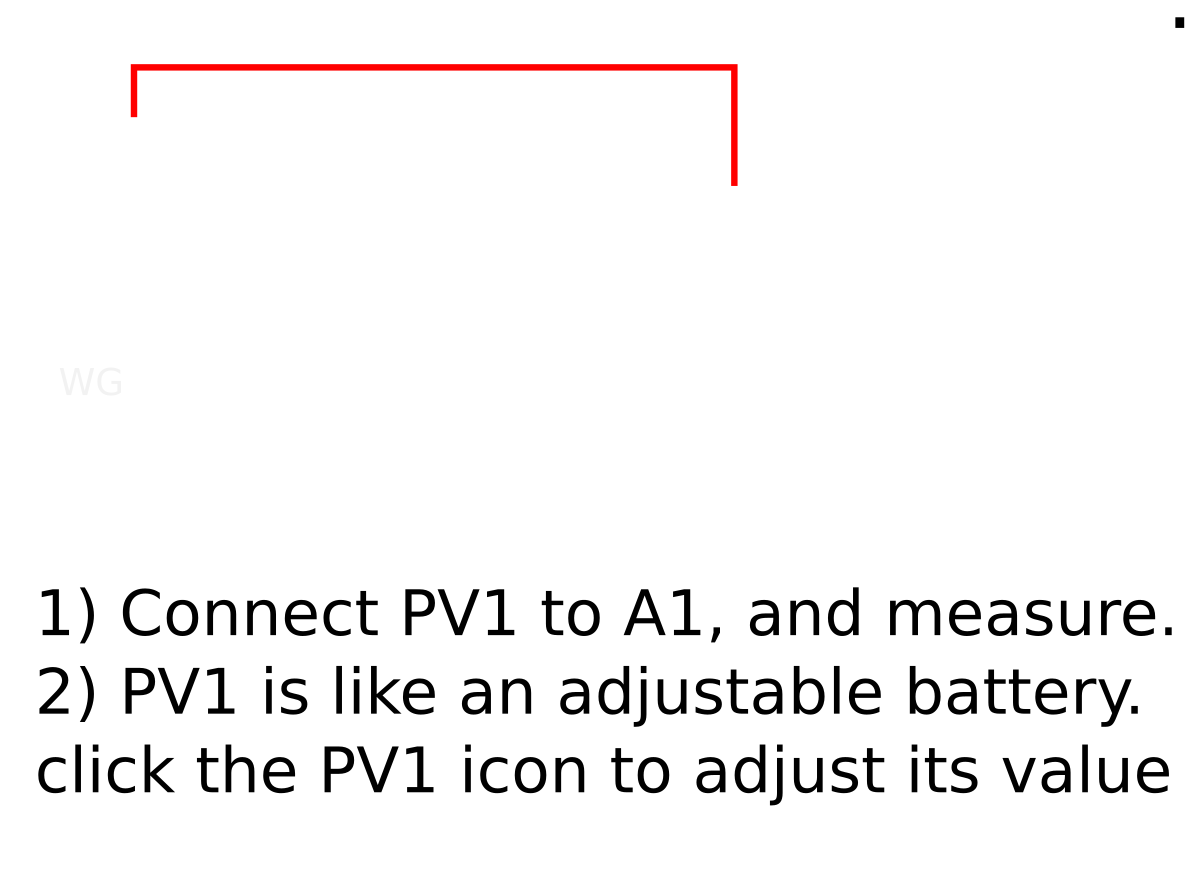 .
WG
1) Connect PV1 to A1, and measure.
2) PV1 is like an adjustable battery.
click the PV1 icon to adjust its value